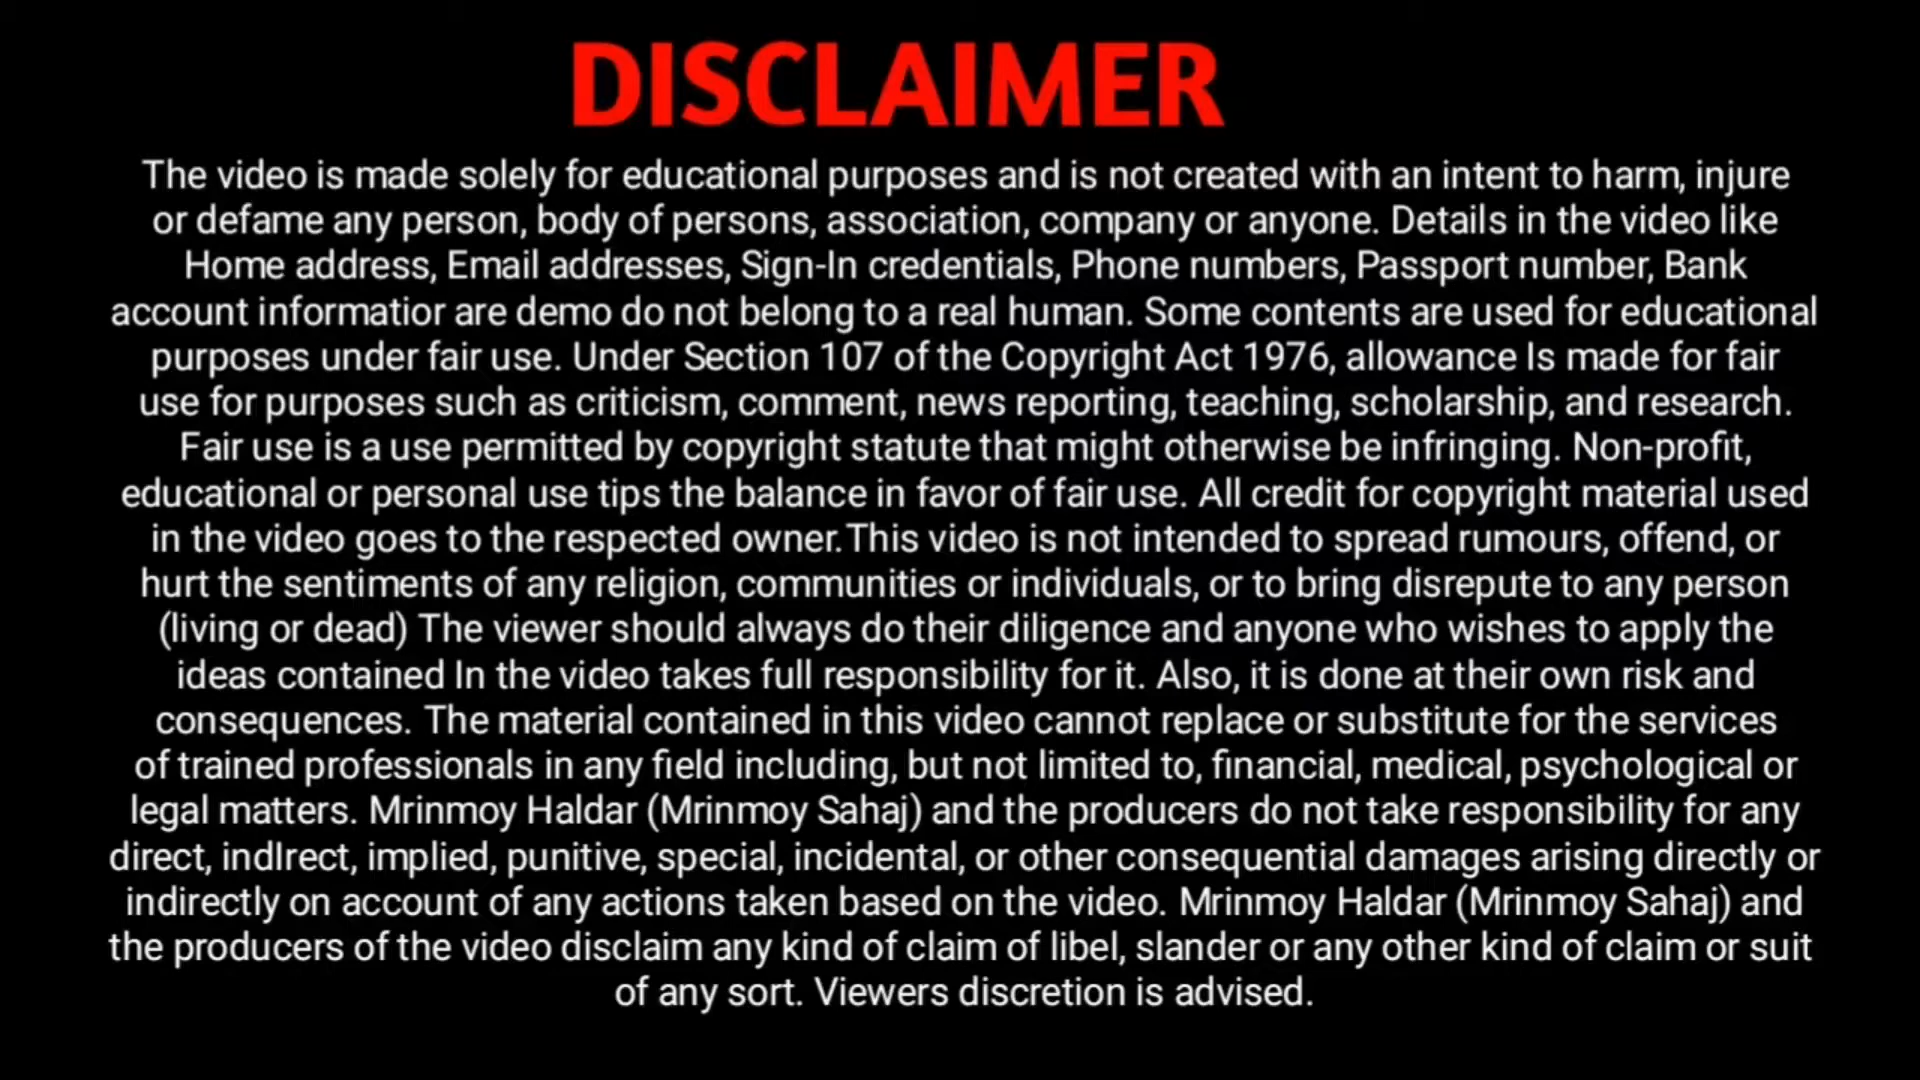 DISCLAIMER
The video is made solely for educational purposes and is not created with an intent to harm, injure
or defame any person, body of persons, association, company or anyone. Details in the video like
Home address, Email addresses, Sign-In credentials, Phone numbers, Passport number, Bank
account informatior are demo do not belong to a real human. Some contents are used for educational
purposes under fair use. Under Section 107 of the Copyright Act 1976, allowance Is made for fair
use for purposes such as criticism, comment, news reporting, teaching, scholarship, and research.
Fair use is a use permitted by copyright statute that might otherwise be infringing. Non-profit,
educational or personal use tips the balance in favor of fair use. All credit for copyright material used
in the video goes to the respected owner.This video is not intended to spread rumours, offend, or
hurt the sentiments of any religion, communities or individuals, or to bring disrepute to any person
(living or dead) The viewer should always do their diligence and anyone who wishes to apply the
ideas contained In the video takes full responsibility for it. Also, it is done at their own risk and
consequences. The material contained in this video cannot replace or substitute for the services
of trained professionals in any field including, but not limited to, financial, medical, psychological or
legal matters. Mrinmoy Haldar (Mrinmoy Sahaj) and the producers do not take responsibility for any
direct, indIrect, implied, punitive, special, incidental, or other consequential damages arising directly or
indirectly on account of any actions taken based on the video. Mrinmoy Haldar (Mrinmoy Sahaj) and
the producers of the video disclaim any kind of claim of libel, slander or any other kind of claim or suit
of any sort. Viewers discretion is advised.